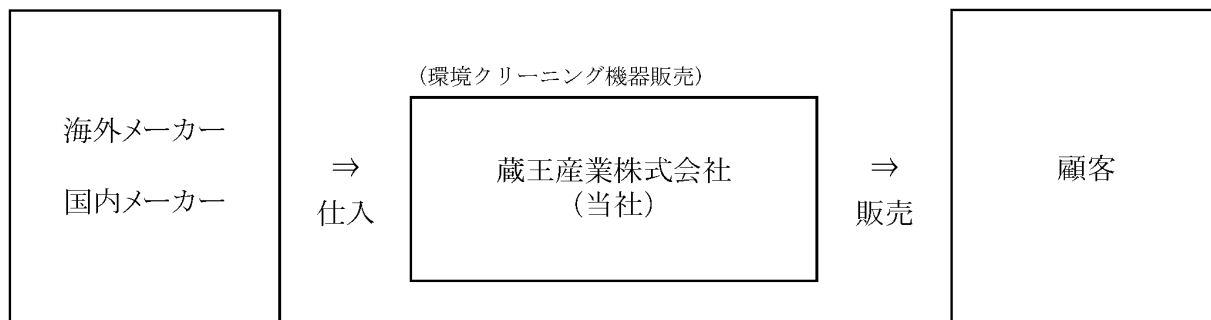 海外メーカー
国内メーカー
⇒
仕入
（環境クリーニング機器販売）
蔵王産業株式会社
（当社）
⇒
販売
顧客